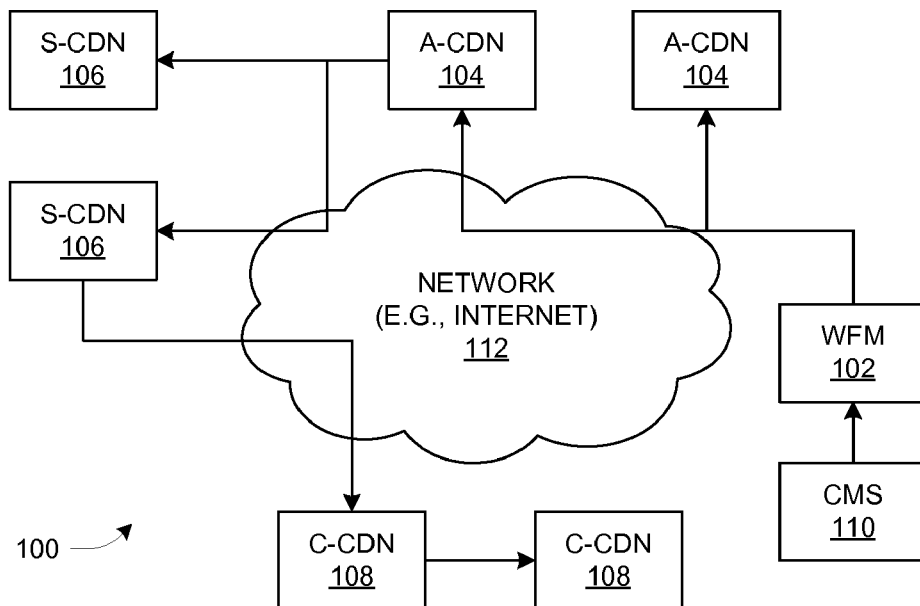 S-CDN
106
A-CDN
104
A-CDN
104
S-CDN
106
NETWORK
(E.G., INTERNET)
112
WFM
102
CMS
110
100
C-CDN
108
C-CDN
108